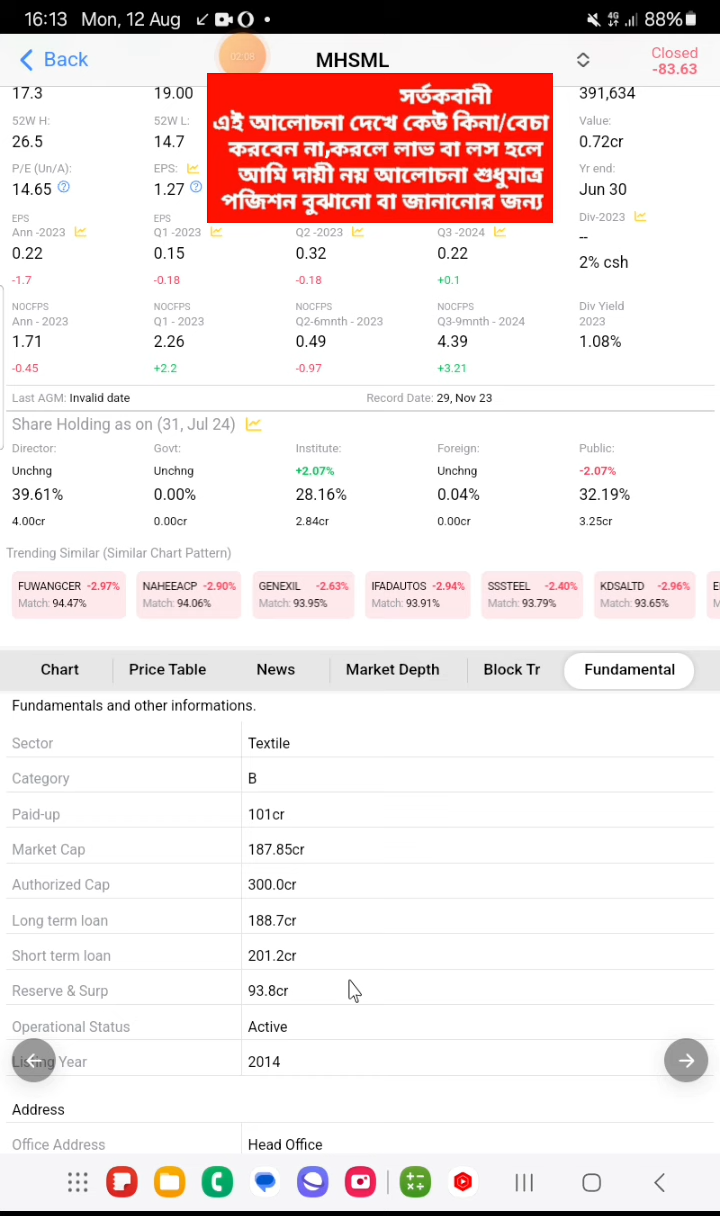 16:13 Mon, 12 Aug 4G 88%
Back 02:08 MHSML Closed
-83.63
17.3 19.00 391,634
সর্তকবানী
এই আলোচনা দেখে কেউ কিনা/বেচা
করবেন না,করলে লাভ বা লস হলে
আমি দায়ী নয় আলোচনা শুধুমাত্র
পজিশন বুঝানো বা জানানোর জন্য
52W H: 52W L: Value:
26.5 14.7 0.72cr
P/E (Un/A): EPS: Yr end:
14.65 ? 1.27 ? Jun 30
EPS EPS Div-2023
Ann -2023 Q1 -2023 Q2 -2023 Q3 -2024 --
0.22 0.15 0.32 0.22 2% csh
-1.7 -0.18 -0.18 +0.1
NOCFPS NOCFPS NOCFPS NOCFPS Div Yield
Ann - 2023 Q1 - 2023 Q2-6mnth - 2023 Q3-9mnth - 2024 2023
1.71 2.26 0.49 4.39 1.08%
-0.45 +2.2 -0.97 +3.21
Last AGM: Invalid date Record Date: 29, Nov 23
Share Holding as on (31, Jul 24)
Director: Govt: Institute: Foreign: Public:
Unchng Unchng +2.07% Unchng -2.07%
39.61% 0.00% 28.16% 0.04% 32.19%
4.00cr 0.00cr 2.84cr 0.00cr 3.25cr
Trending Similar (Similar Chart Pattern)
FUWANGCER -2.97% NAHEEACP -2.90% GENEXIL -2.63% IFADAUTOS -2.94% SSSTEEL -2.40% KDSALTD -2.96% E
Match: 94.47% Match: 94.06% Match: 93.95% Match: 93.91% Match: 93.79% Match: 93.65% M
Chart Price Table News Market Depth Block Tr Fundamental
Fundamentals and other informations.
Sector Textile
Category B
Paid-up 101cr
Market Cap 187.85cr
Authorized Cap 300.0cr
Long term loan 188.7cr
Short term loan 201.2cr
Reserve & Surp 93.8cr
Operational Status Active
Listing Year 2014
Address
Office Address Head Office